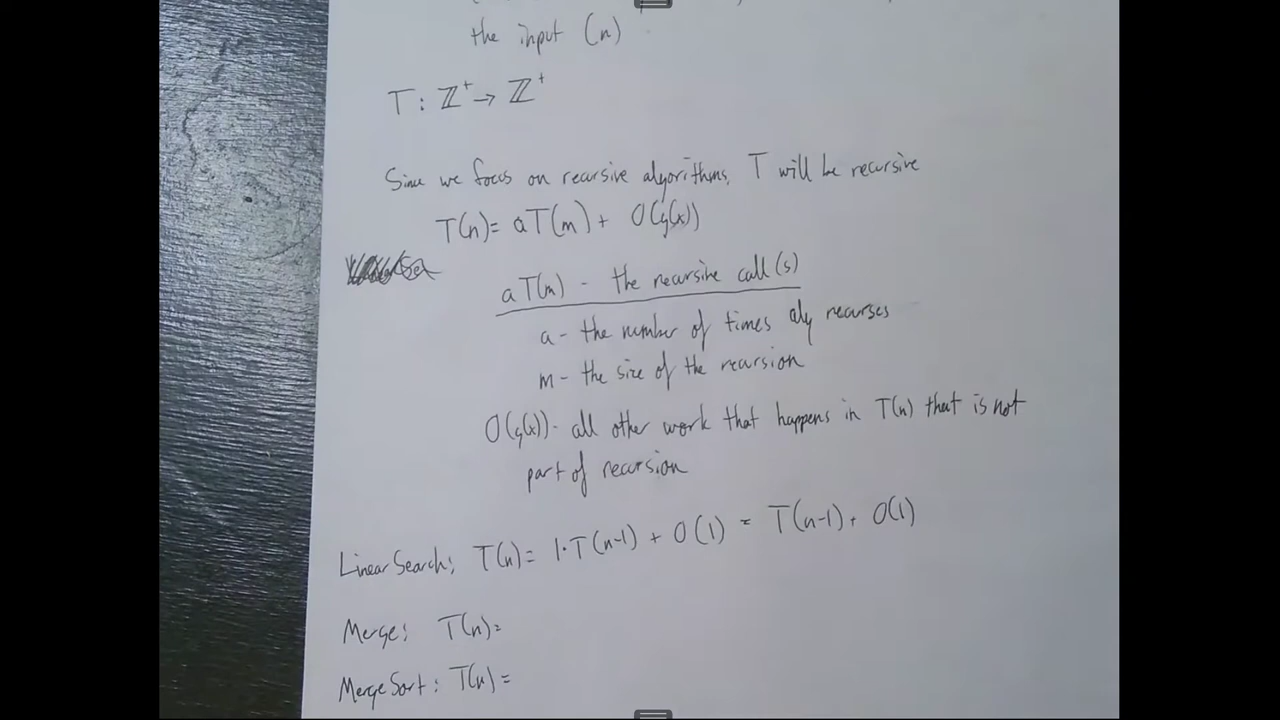 the input (n)
T: ℤ⁺ → ℤ⁺
Since we focus on recursive algorithms, T will be recursive
T(n) = aT(m) + O(g(x))
aT(m) - the recursive call(s)
a - the number of times alg recurses
m - the size of the recursion
O(g(x)) - all other work that happens in T(n) that is not
part of recursion
LinearSearch: T(n) = 1·T(n-1) + O(1) = T(n-1) + O(1)
Merge: T(n) =
MergeSort: T(n) =